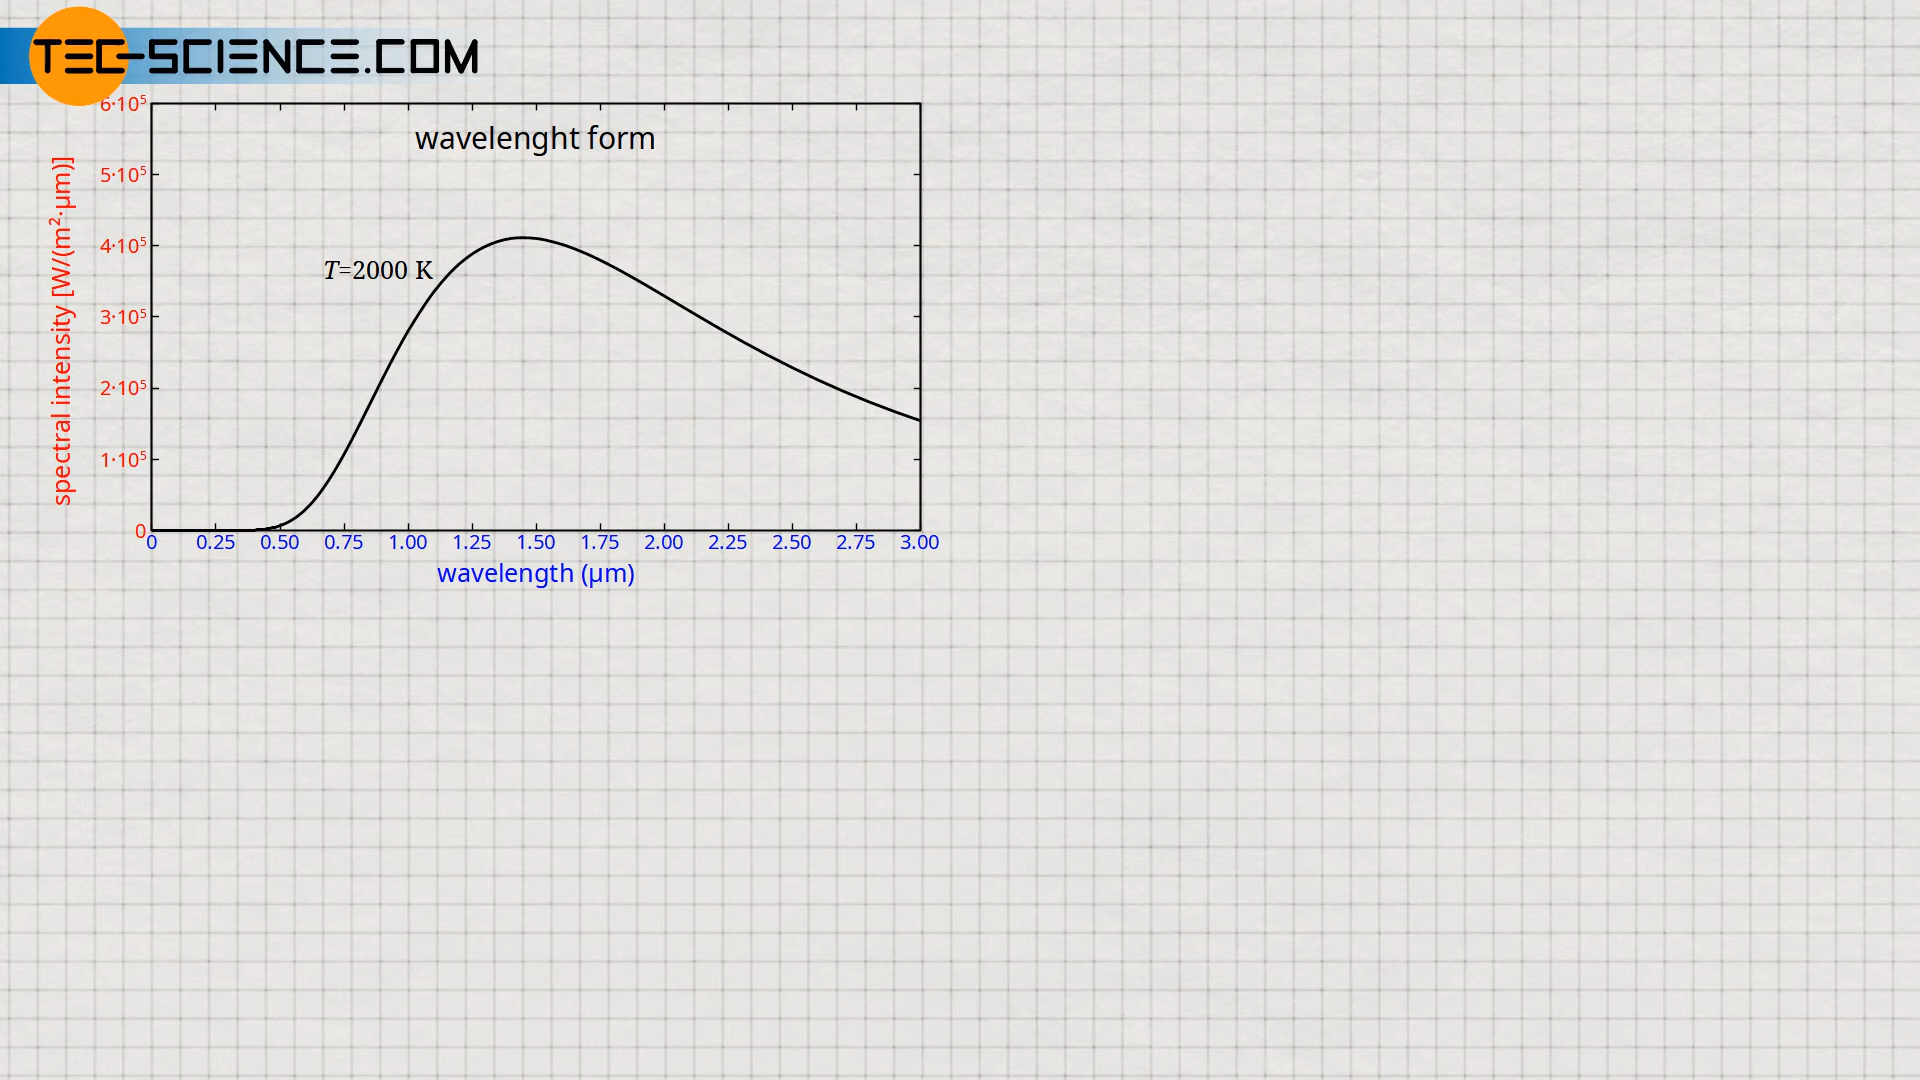 TEC-SCIENCE.COM
wavelenght form
spectral intensity [W/(m²·µm)]
6·10⁵
5·10⁵
4·10⁵
3·10⁵
2·10⁵
1·10⁵
0
T=2000 K
0 0.25 0.50 0.75 1.00 1.25 1.50 1.75 2.00 2.25 2.50 2.75 3.00
wavelength (µm)